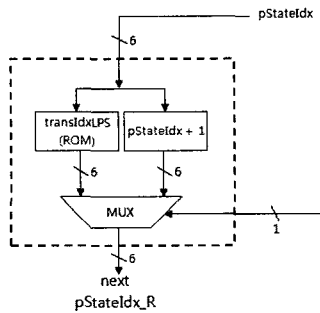 pStateIdx
6
transIdxLPS
(ROM)
pStateIdx + 1
6
6
MUX
1
6
next
pStateIdx_R